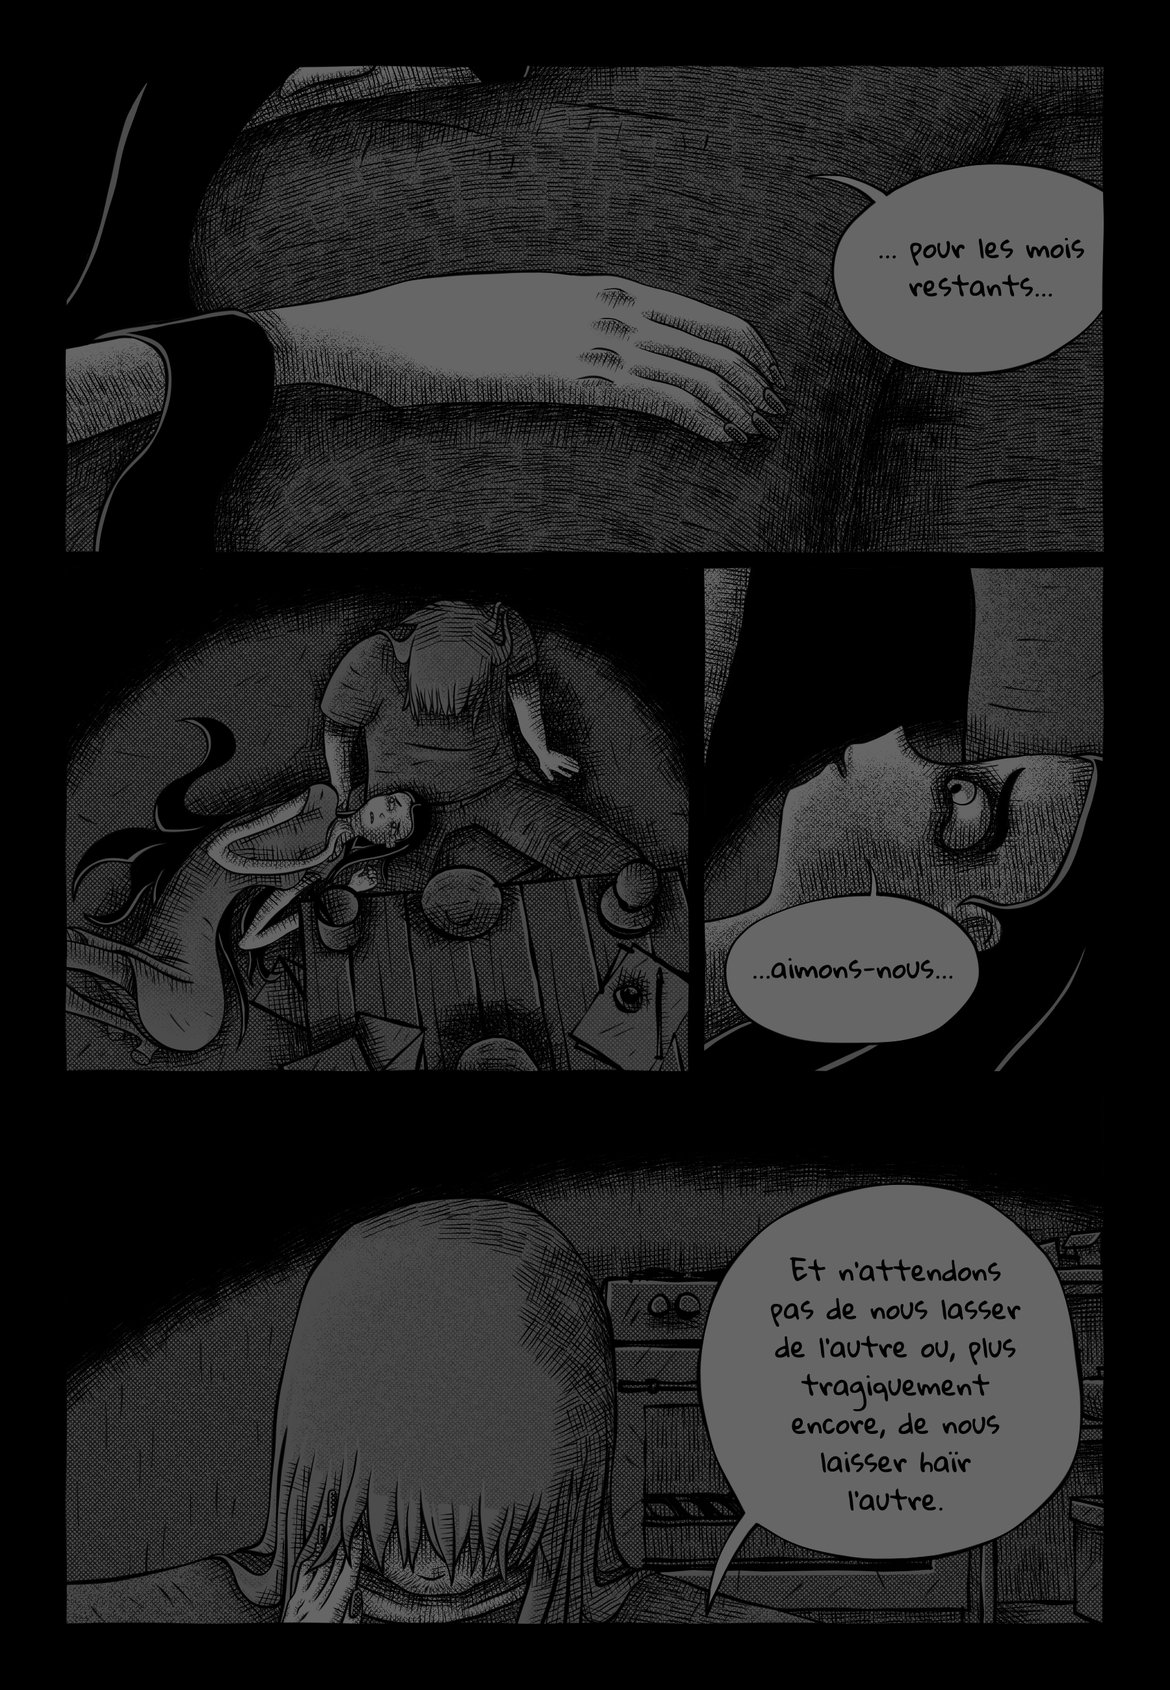 ... pour les mois
restants...
...aimons-nous...
Et n'attendons
pas de nous lasser
de l'autre ou, plus
tragiquement
encore, de nous
laisser haïr
l'autre.